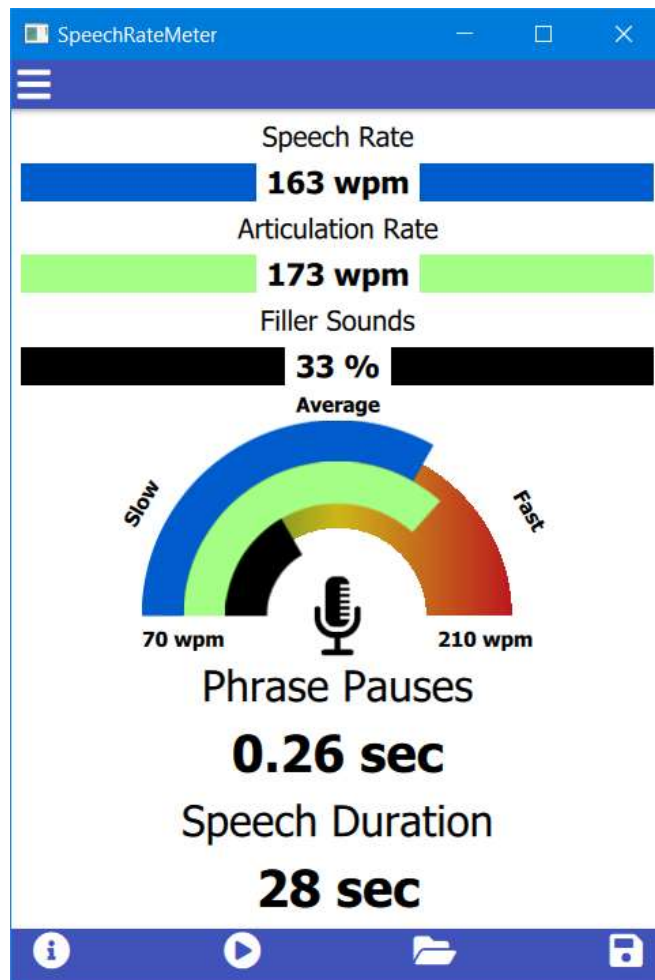 SpeechRateMeter
Speech Rate
163 wpm
Articulation Rate
173 wpm
Filler Sounds
33 %
Average
Slow
Fast
70 wpm
210 wpm
Phrase Pauses
0.26 sec
Speech Duration
28 sec